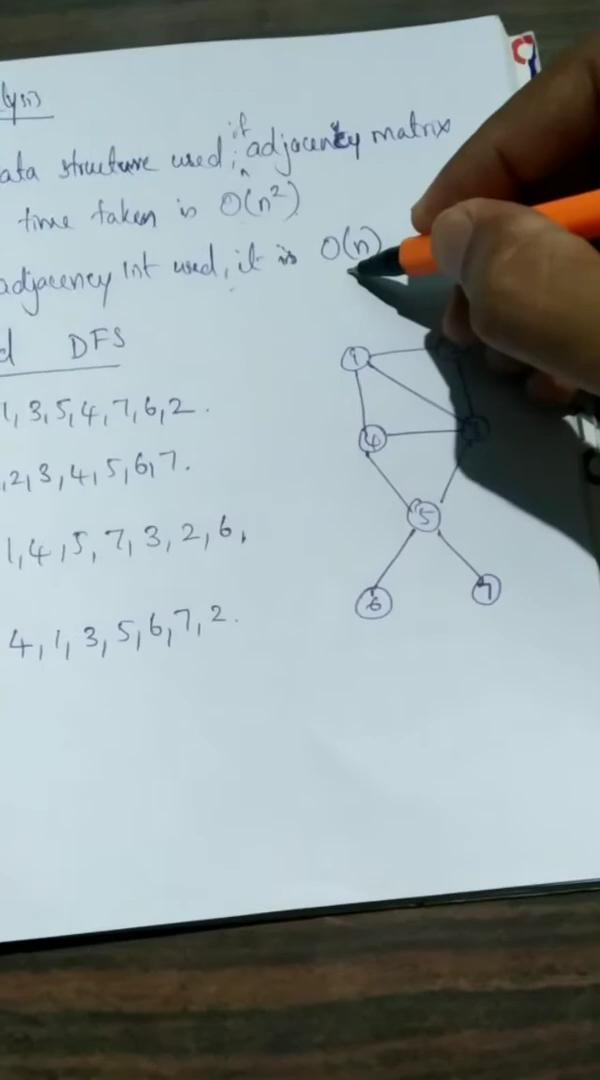 lysis
ata structure used, if adjacency matrix
time taken is O(n²)
adjacency list used, it is O(n)
d DFS
1, 3, 5, 4, 7, 6, 2.
, 2, 3, 4, 5, 6, 7.
1, 4, 5, 7, 3, 2, 6,
4, 1, 3, 5, 6, 7, 2.
1
4
5
6
7